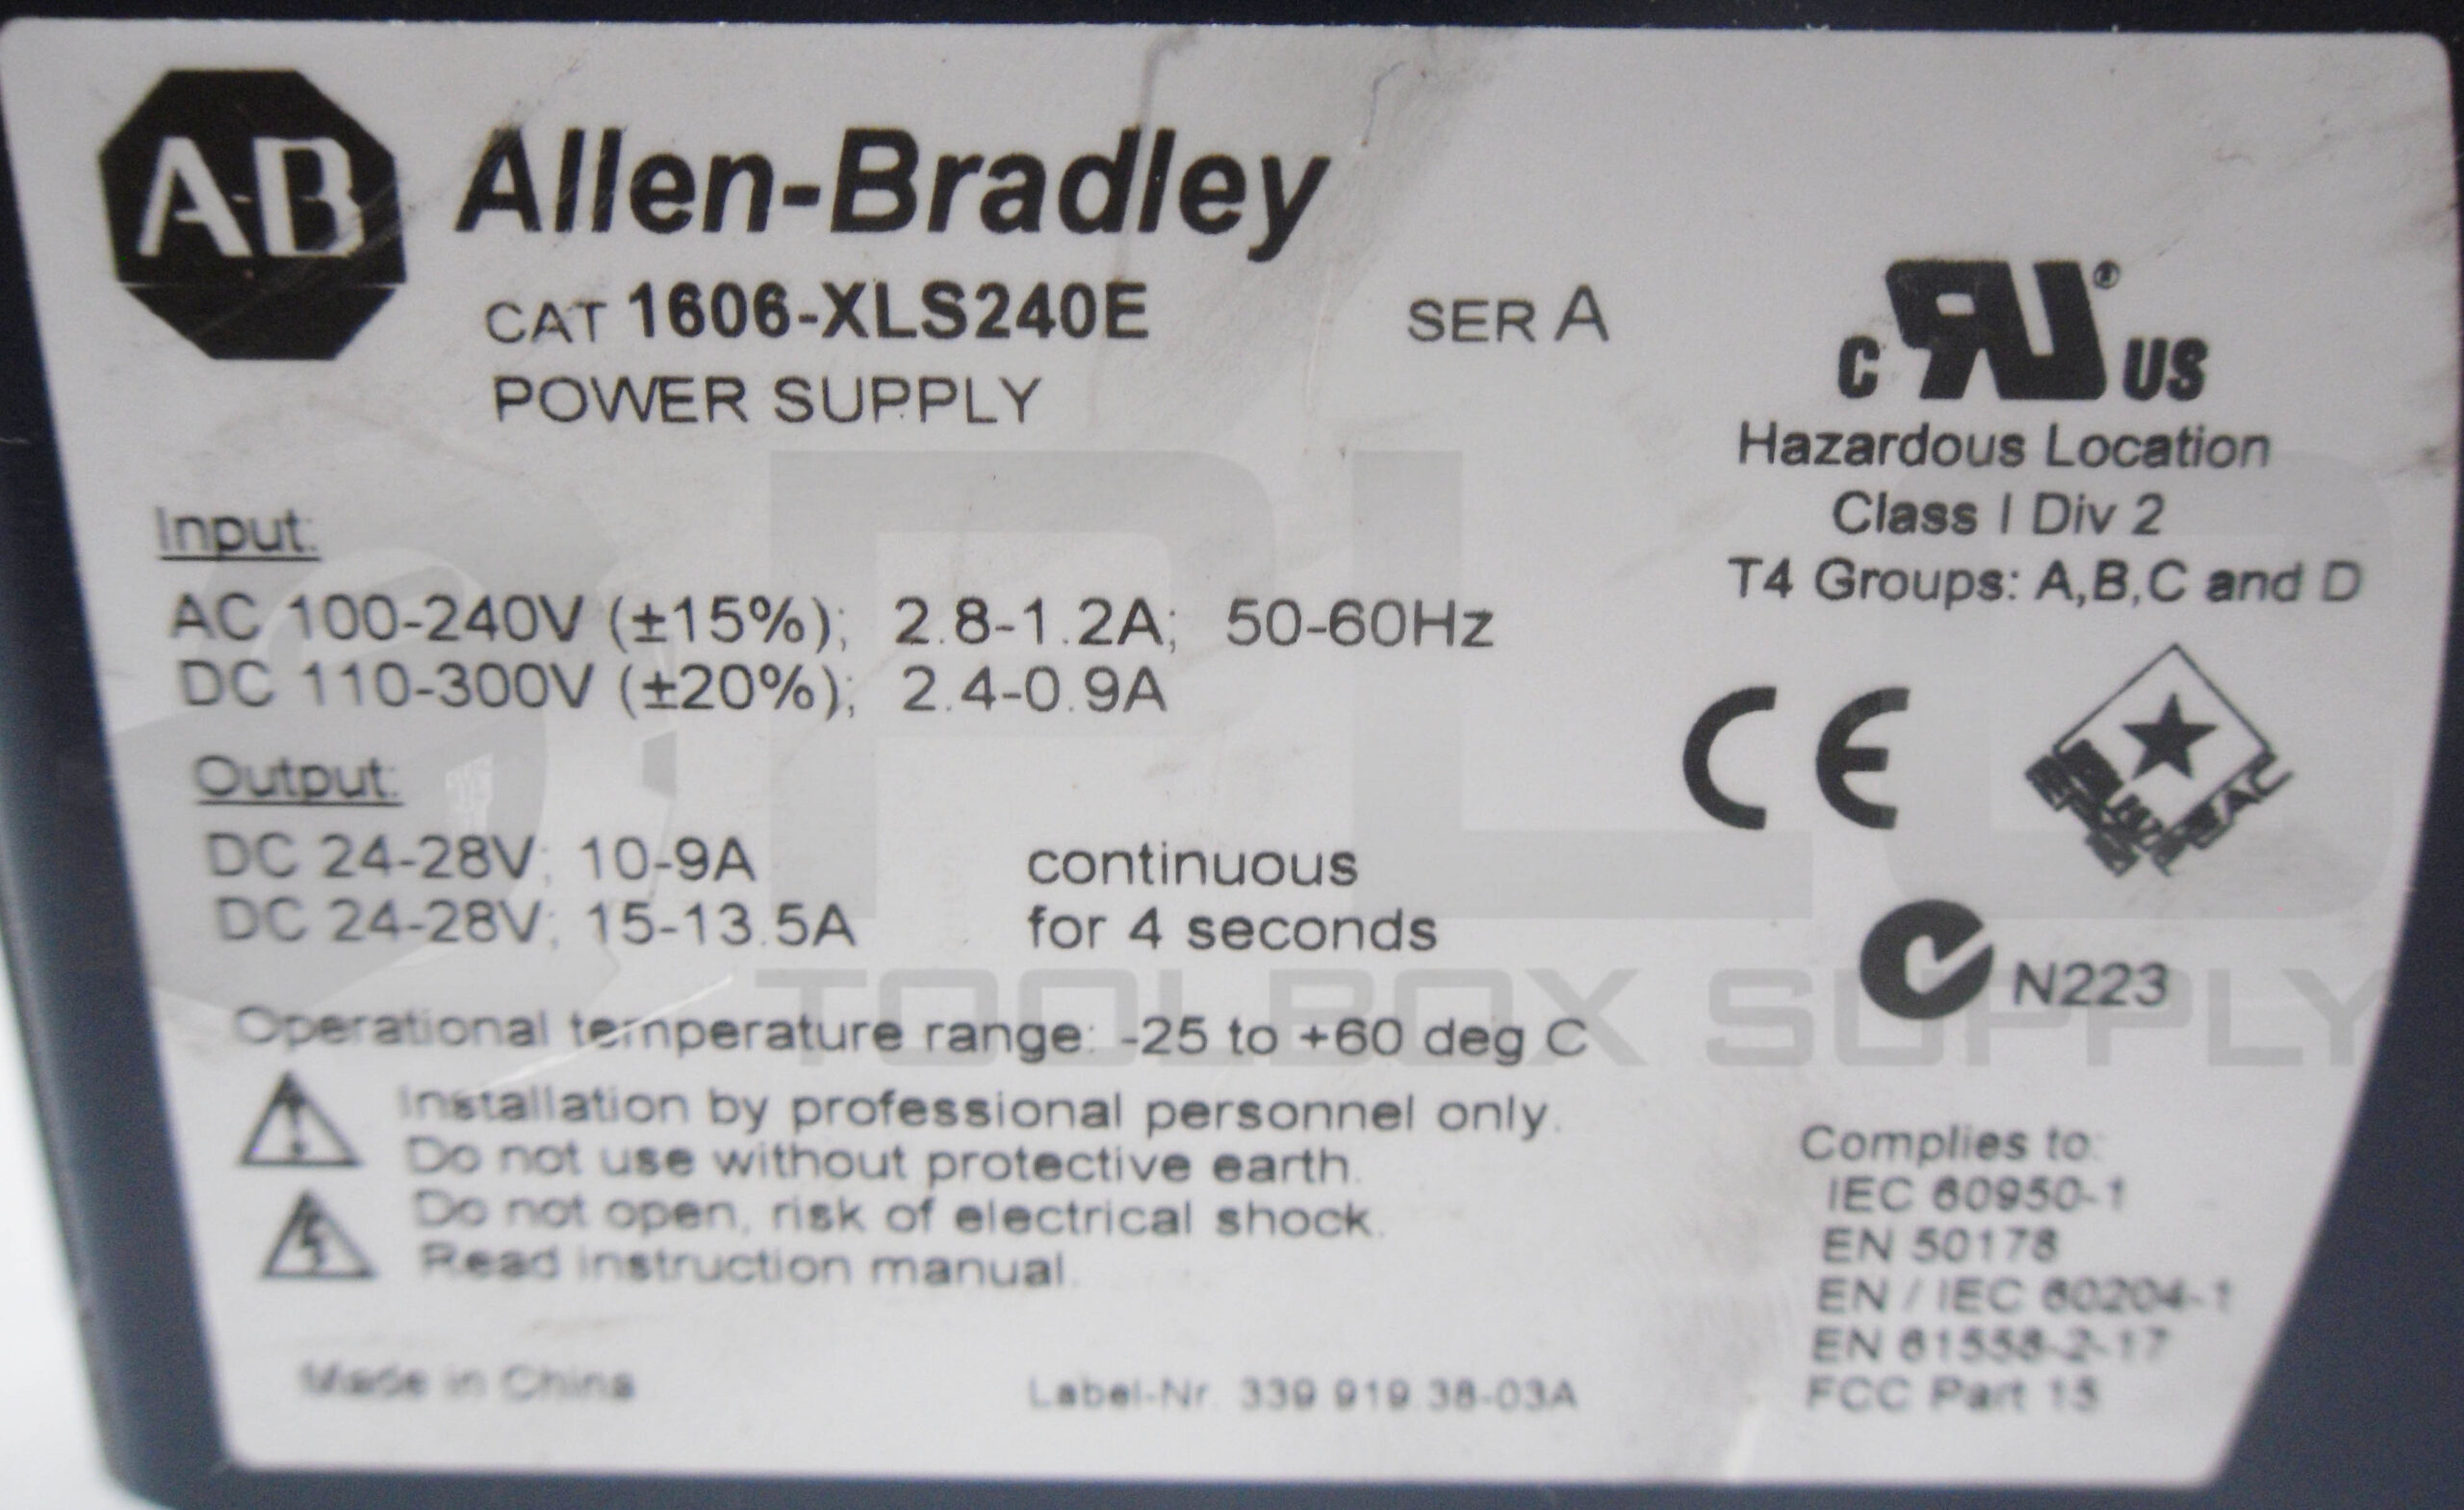 AB Allen-Bradley
CAT 1606-XLS240E SER A
POWER SUPPLY
C RU ® US
Hazardous Location
Class I Div 2
T4 Groups: A,B,C and D
Input:
AC 100-240V (±15%); 2.8-1.2A; 50-60Hz
DC 110-300V (±20%); 2.4-0.9A
CE
Output:
DC 24-28V; 10-9A continuous
DC 24-28V; 15-13.5A for 4 seconds
N223
PLC
TOOLBOX SUPPLY
Operational temperature range: -25 to +60 deg C
Installation by professional personnel only.
Do not use without protective earth.
Do not open, risk of electrical shock.
Read instruction manual.
Complies to:
IEC 60950-1
EN 50178
EN / IEC 60204-1
EN 61558-2-17
FCC Part 15
Made in China
Label-Nr. 339 919.38-03A